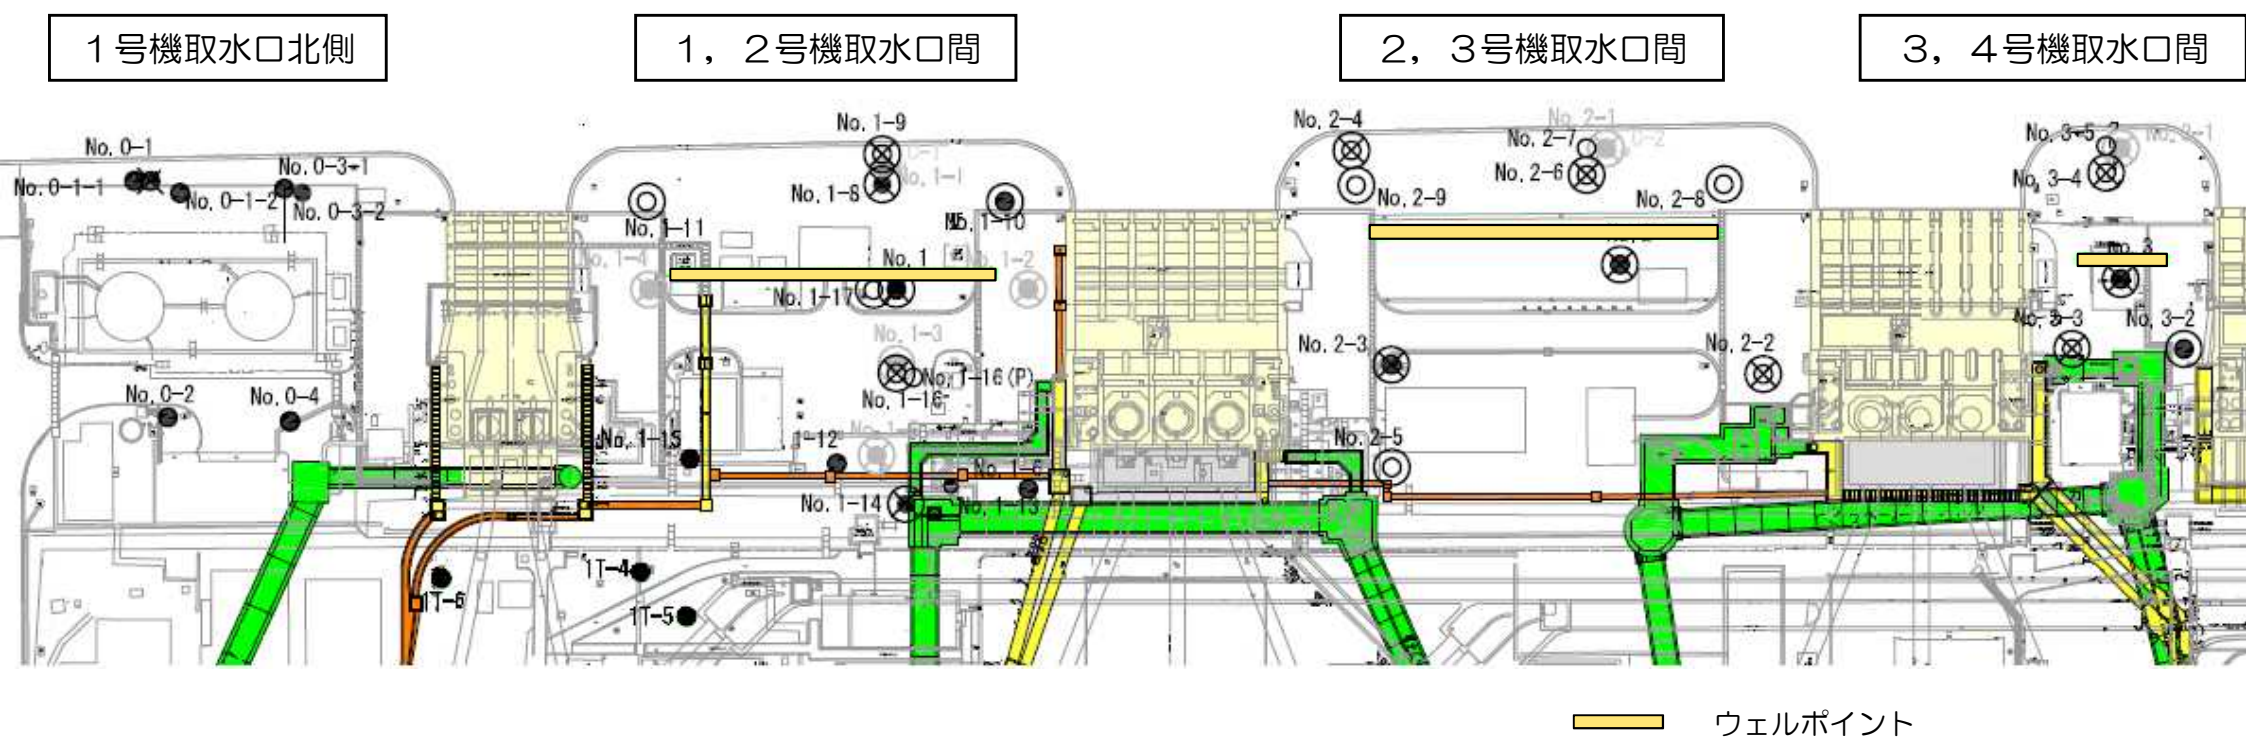 １号機取水口北側
１，２号機取水口間
２，３号機取水口間
３，４号機取水口間
No. 0-1
No. 0-3-1
No. 0-1-1
No. 0-1-2
No. 0-3-2
No. 0-2
No. 0-4
No. 1-9
No. 1-8
No. 1-11
No. 1
No. 1-2
No. 1-17
No. 1-3
No. 1-16(P)
No. 1-16
No. 1-15
1-12
No. 1-14
No. 1-13
1T-4
1T-5
1T-6
No. 2-4
No. 2-1
No. 2-7
No. 2-6
No. 2-9
No. 2-8
No. 2-3
No. 2-2
No. 2-5
No. 3-5
No. 3-4
No. 3-2
ウェルポイント